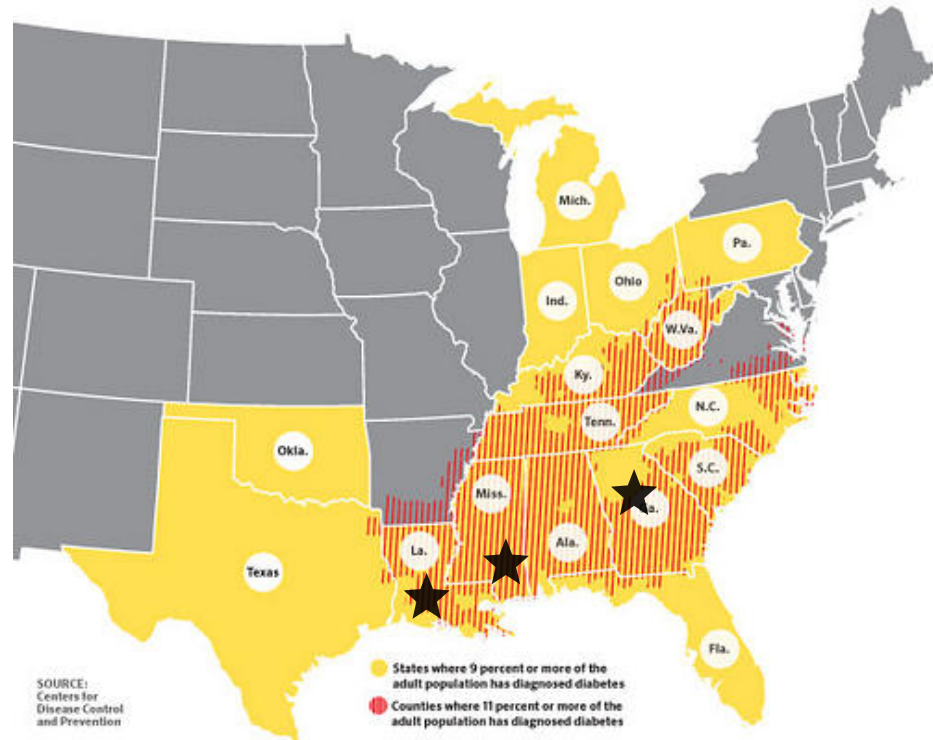 Mich.
Pa.
Ohio
Ind.
W.Va.
Ky.
N.C.
Tenn.
Okla.
S.C.
Miss.
a.
Ala.
La.
Texas
Fla.
States where 9 percent or more of the
adult population has diagnosed diabetes
Counties where 11 percent or more of the
adult population has diagnosed diabetes
SOURCE:
Centers for
Disease Control
and Prevention